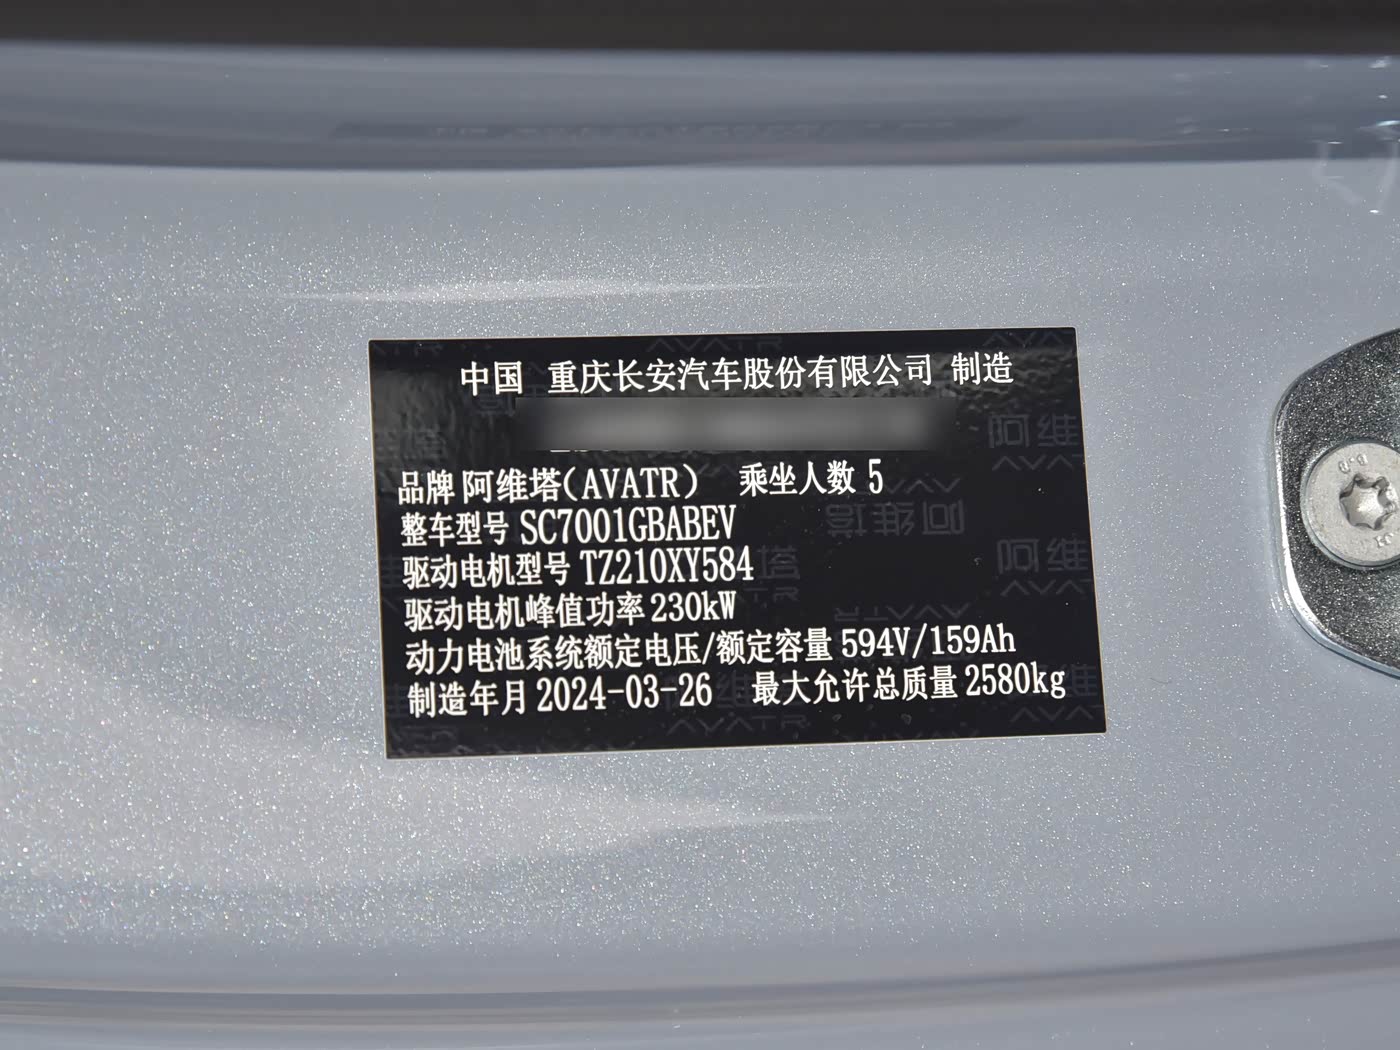 中国 重庆长安汽车股份有限公司 制造
品牌 阿维塔(AVATR) 乘坐人数 5
整车型号 SC7001GBABEV
驱动电机型号 TZ210XY584
驱动电机峰值功率 230kW
动力电池系统额定电压/额定容量 594V/159Ah
制造年月 2024-03-26 最大允许总质量 2580kg